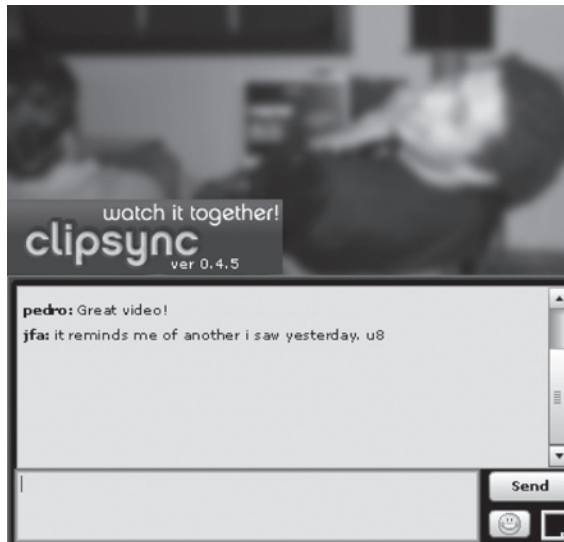 watch it together!
clipsync
ver 0.4.5
pedro: Great video!
jfa: it reminds me of another i saw yesterday. u8
Send